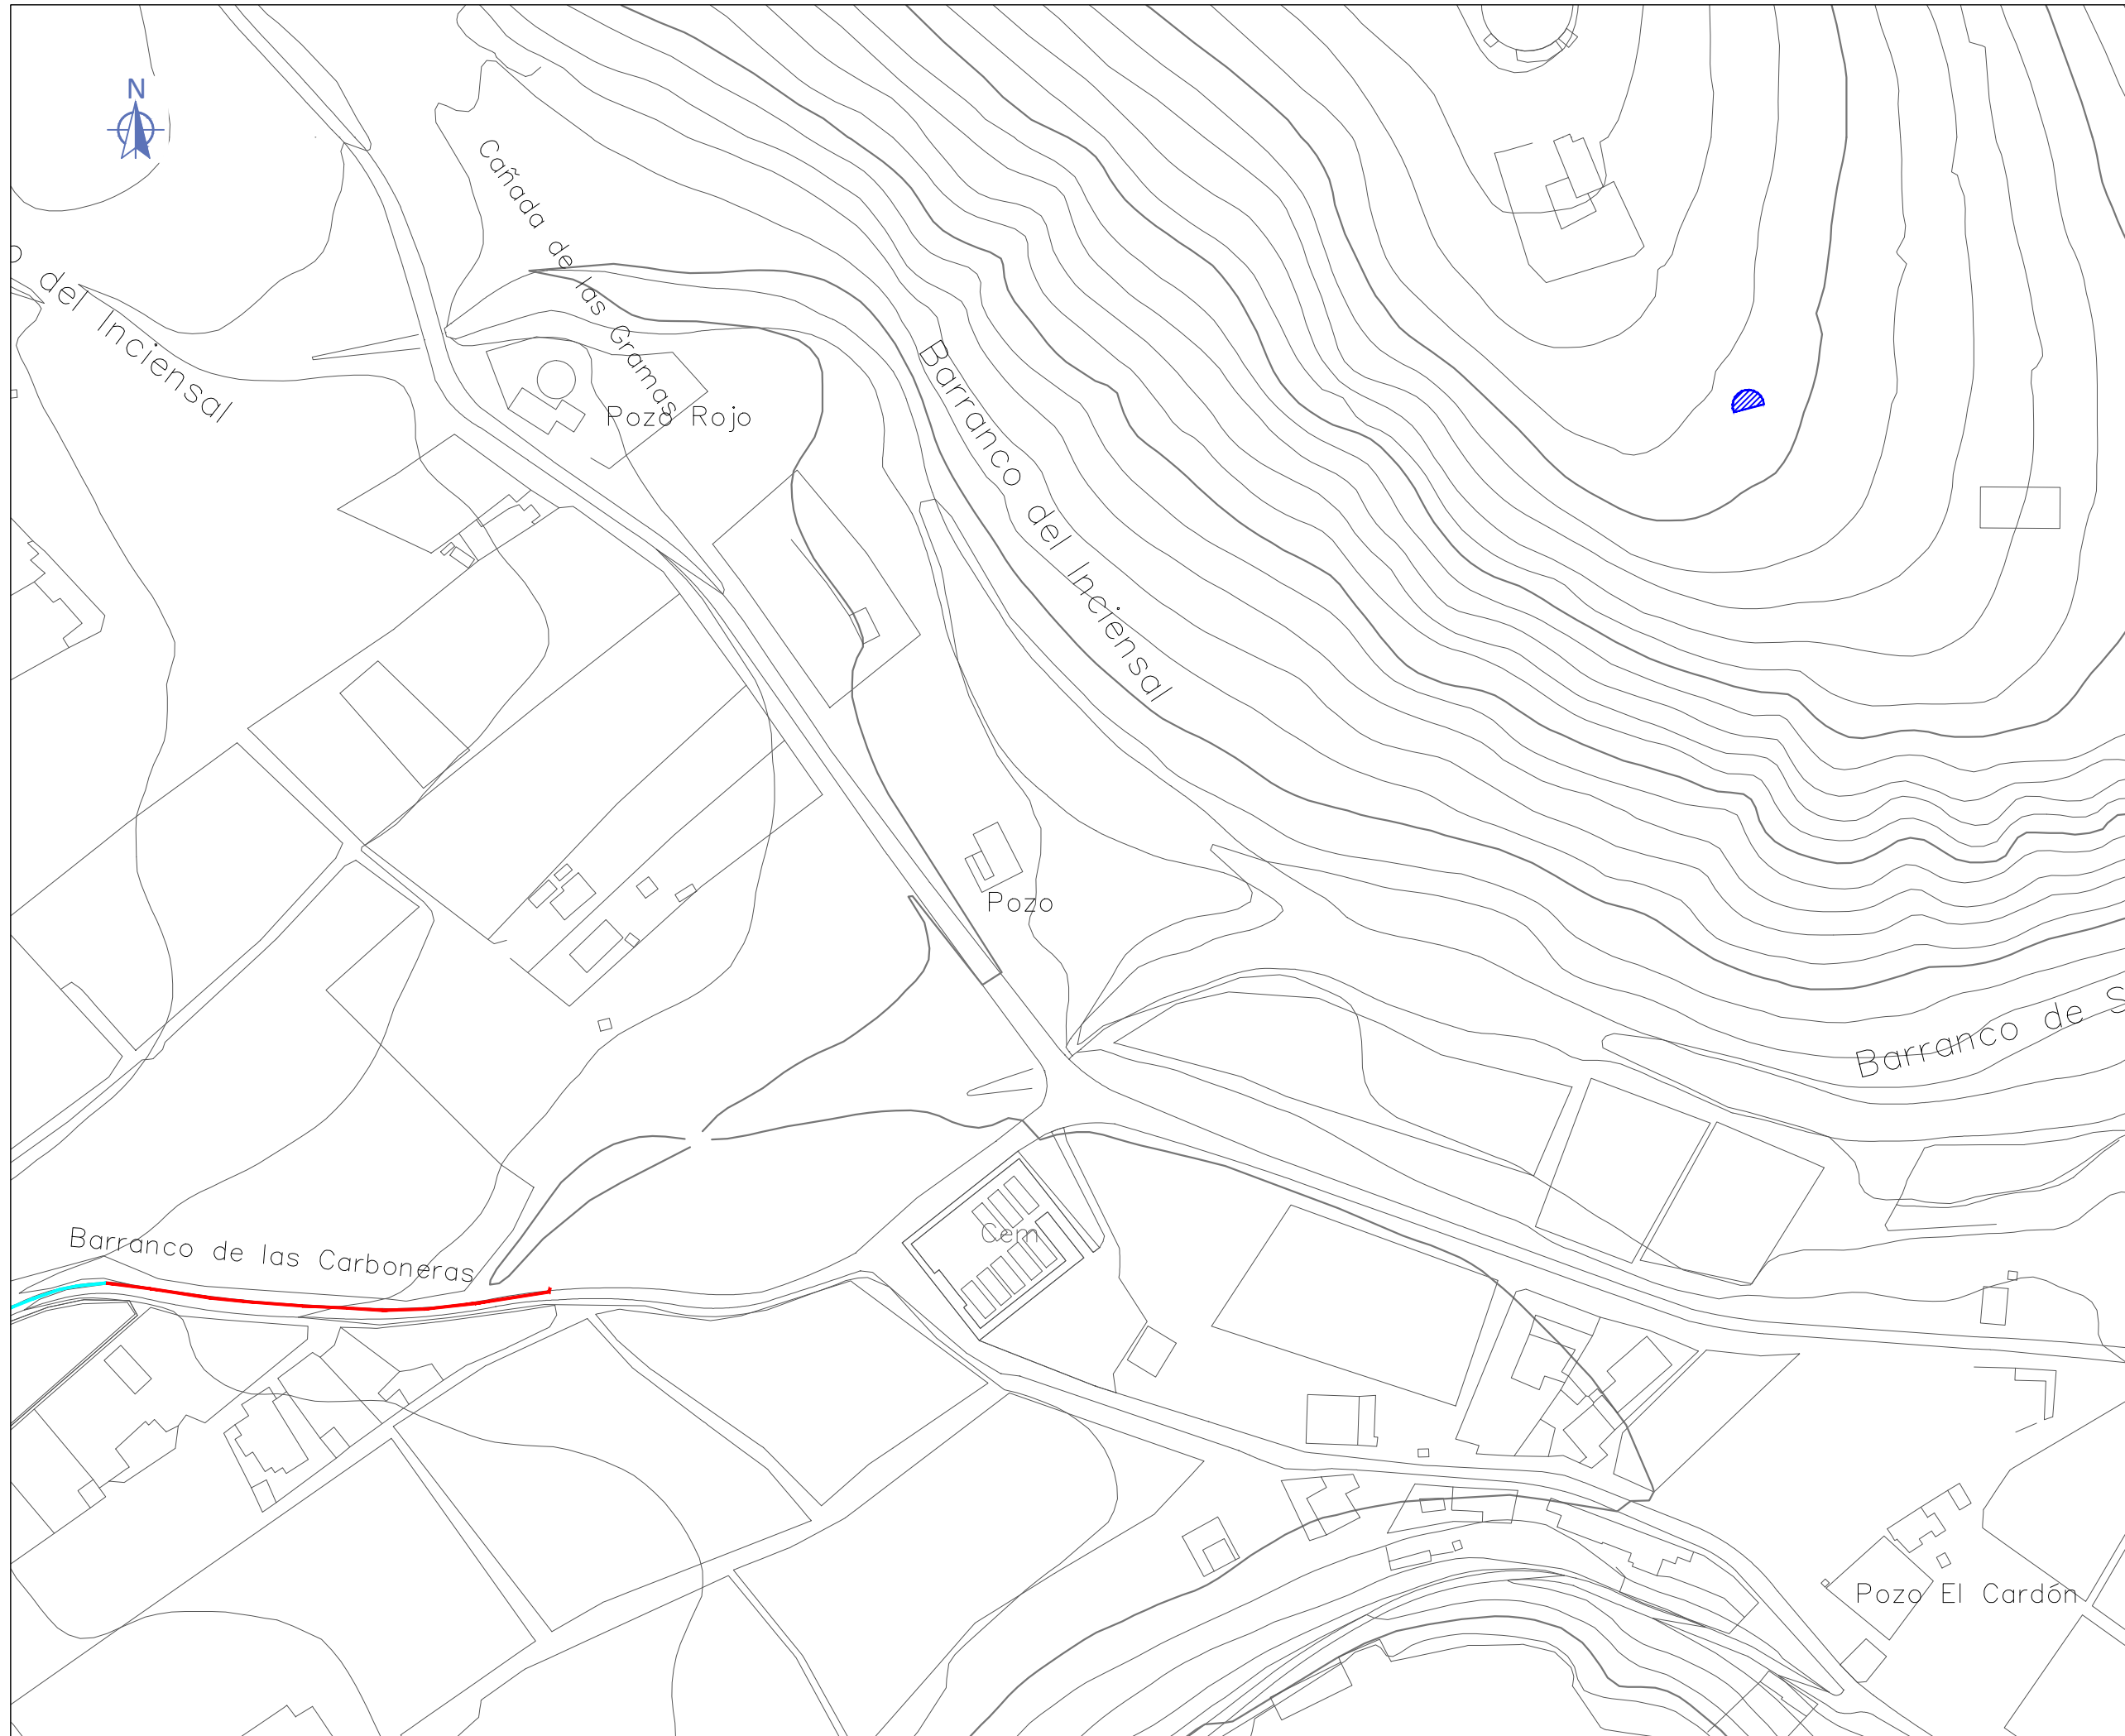 N
Cañada de las Gramas
o del Inciensal
Pozo Rojo
Barranco del Inciensal
Pozo
Barranco de S
Barranco de las Carboneras
Cem
Pozo El Cardón